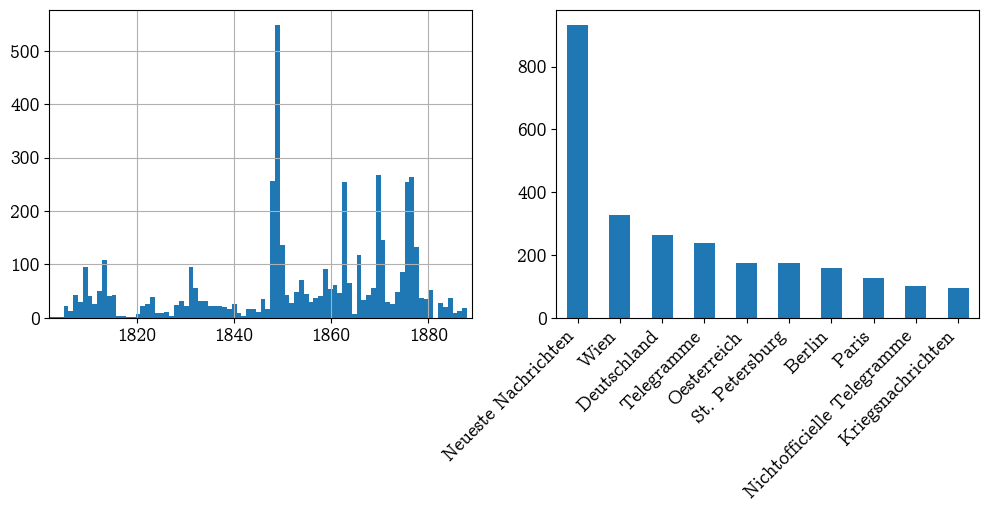 500
400
300
200
100
0
1820
1840
1860
1880
800
600
400
200
0
Neueste Nachrichten
Wien
Deutschland
Telegramme
Oesterreich
St. Petersburg
Berlin
Paris
Nichtofficielle Telegramme
Kriegsnachrichten